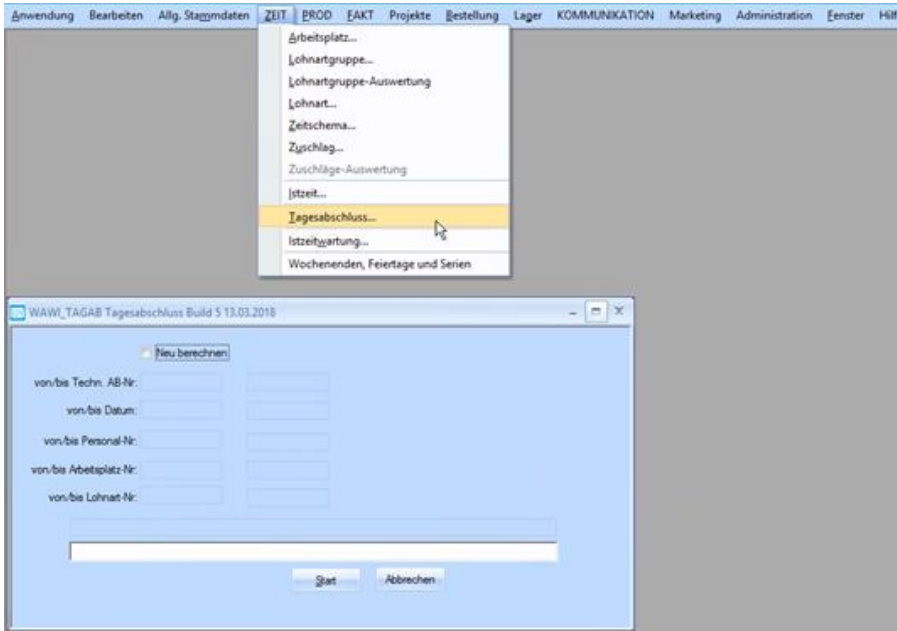 Anwendung Bearbeiten Allg. Stammdaten ZEIT PROD FAKT Projekte Bestellung Lager KOMMUNIKATION Marketing Administration Fenster Hilf
Arbeitsplatz...
Lohnartgruppe...
Lohnartgruppe-Auswertung
Lohnart...
Zeitschema...
Zuschlag...
Zuschläge-Auswertung
Istzeit...
Tagesabschluss...
Istzeitwartung...
Wochenenden, Feiertage und Serien
WAWI_TAGAB Tagesabschluss Build 5 13.03.2018
Neu berechnen
von/bis Techn. AB-Nr:
von/bis Datum:
von/bis Personal-Nr:
von/bis Arbeitsplatz-Nr:
von/bis Lohnart-Nr:
Start Abbrechen